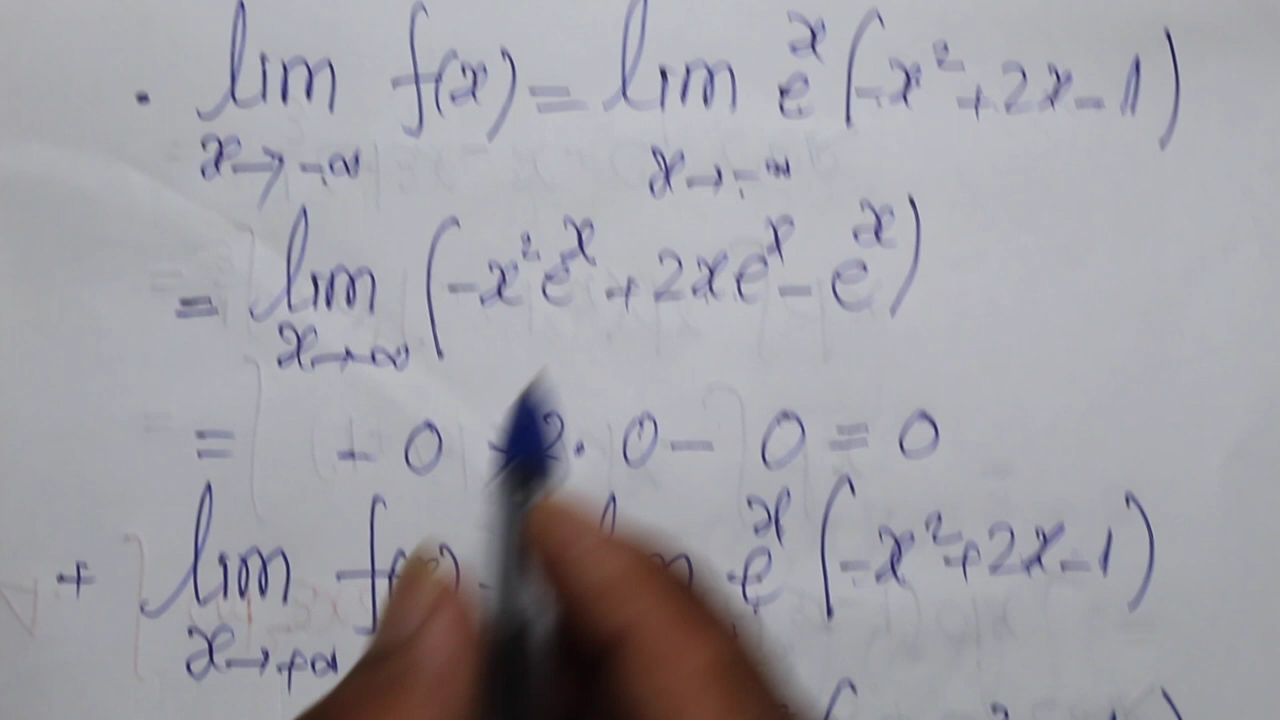 . lim f(x) = lim e^x (-x²+2x-1)
x→-∞ x→-∞
= lim (-x²e^x + 2xe^x - e^x)
x→∞
= - 0 2. 0 - 0 = 0
+ lim f(x) e^x (-x²+2x-1)
x→+∞